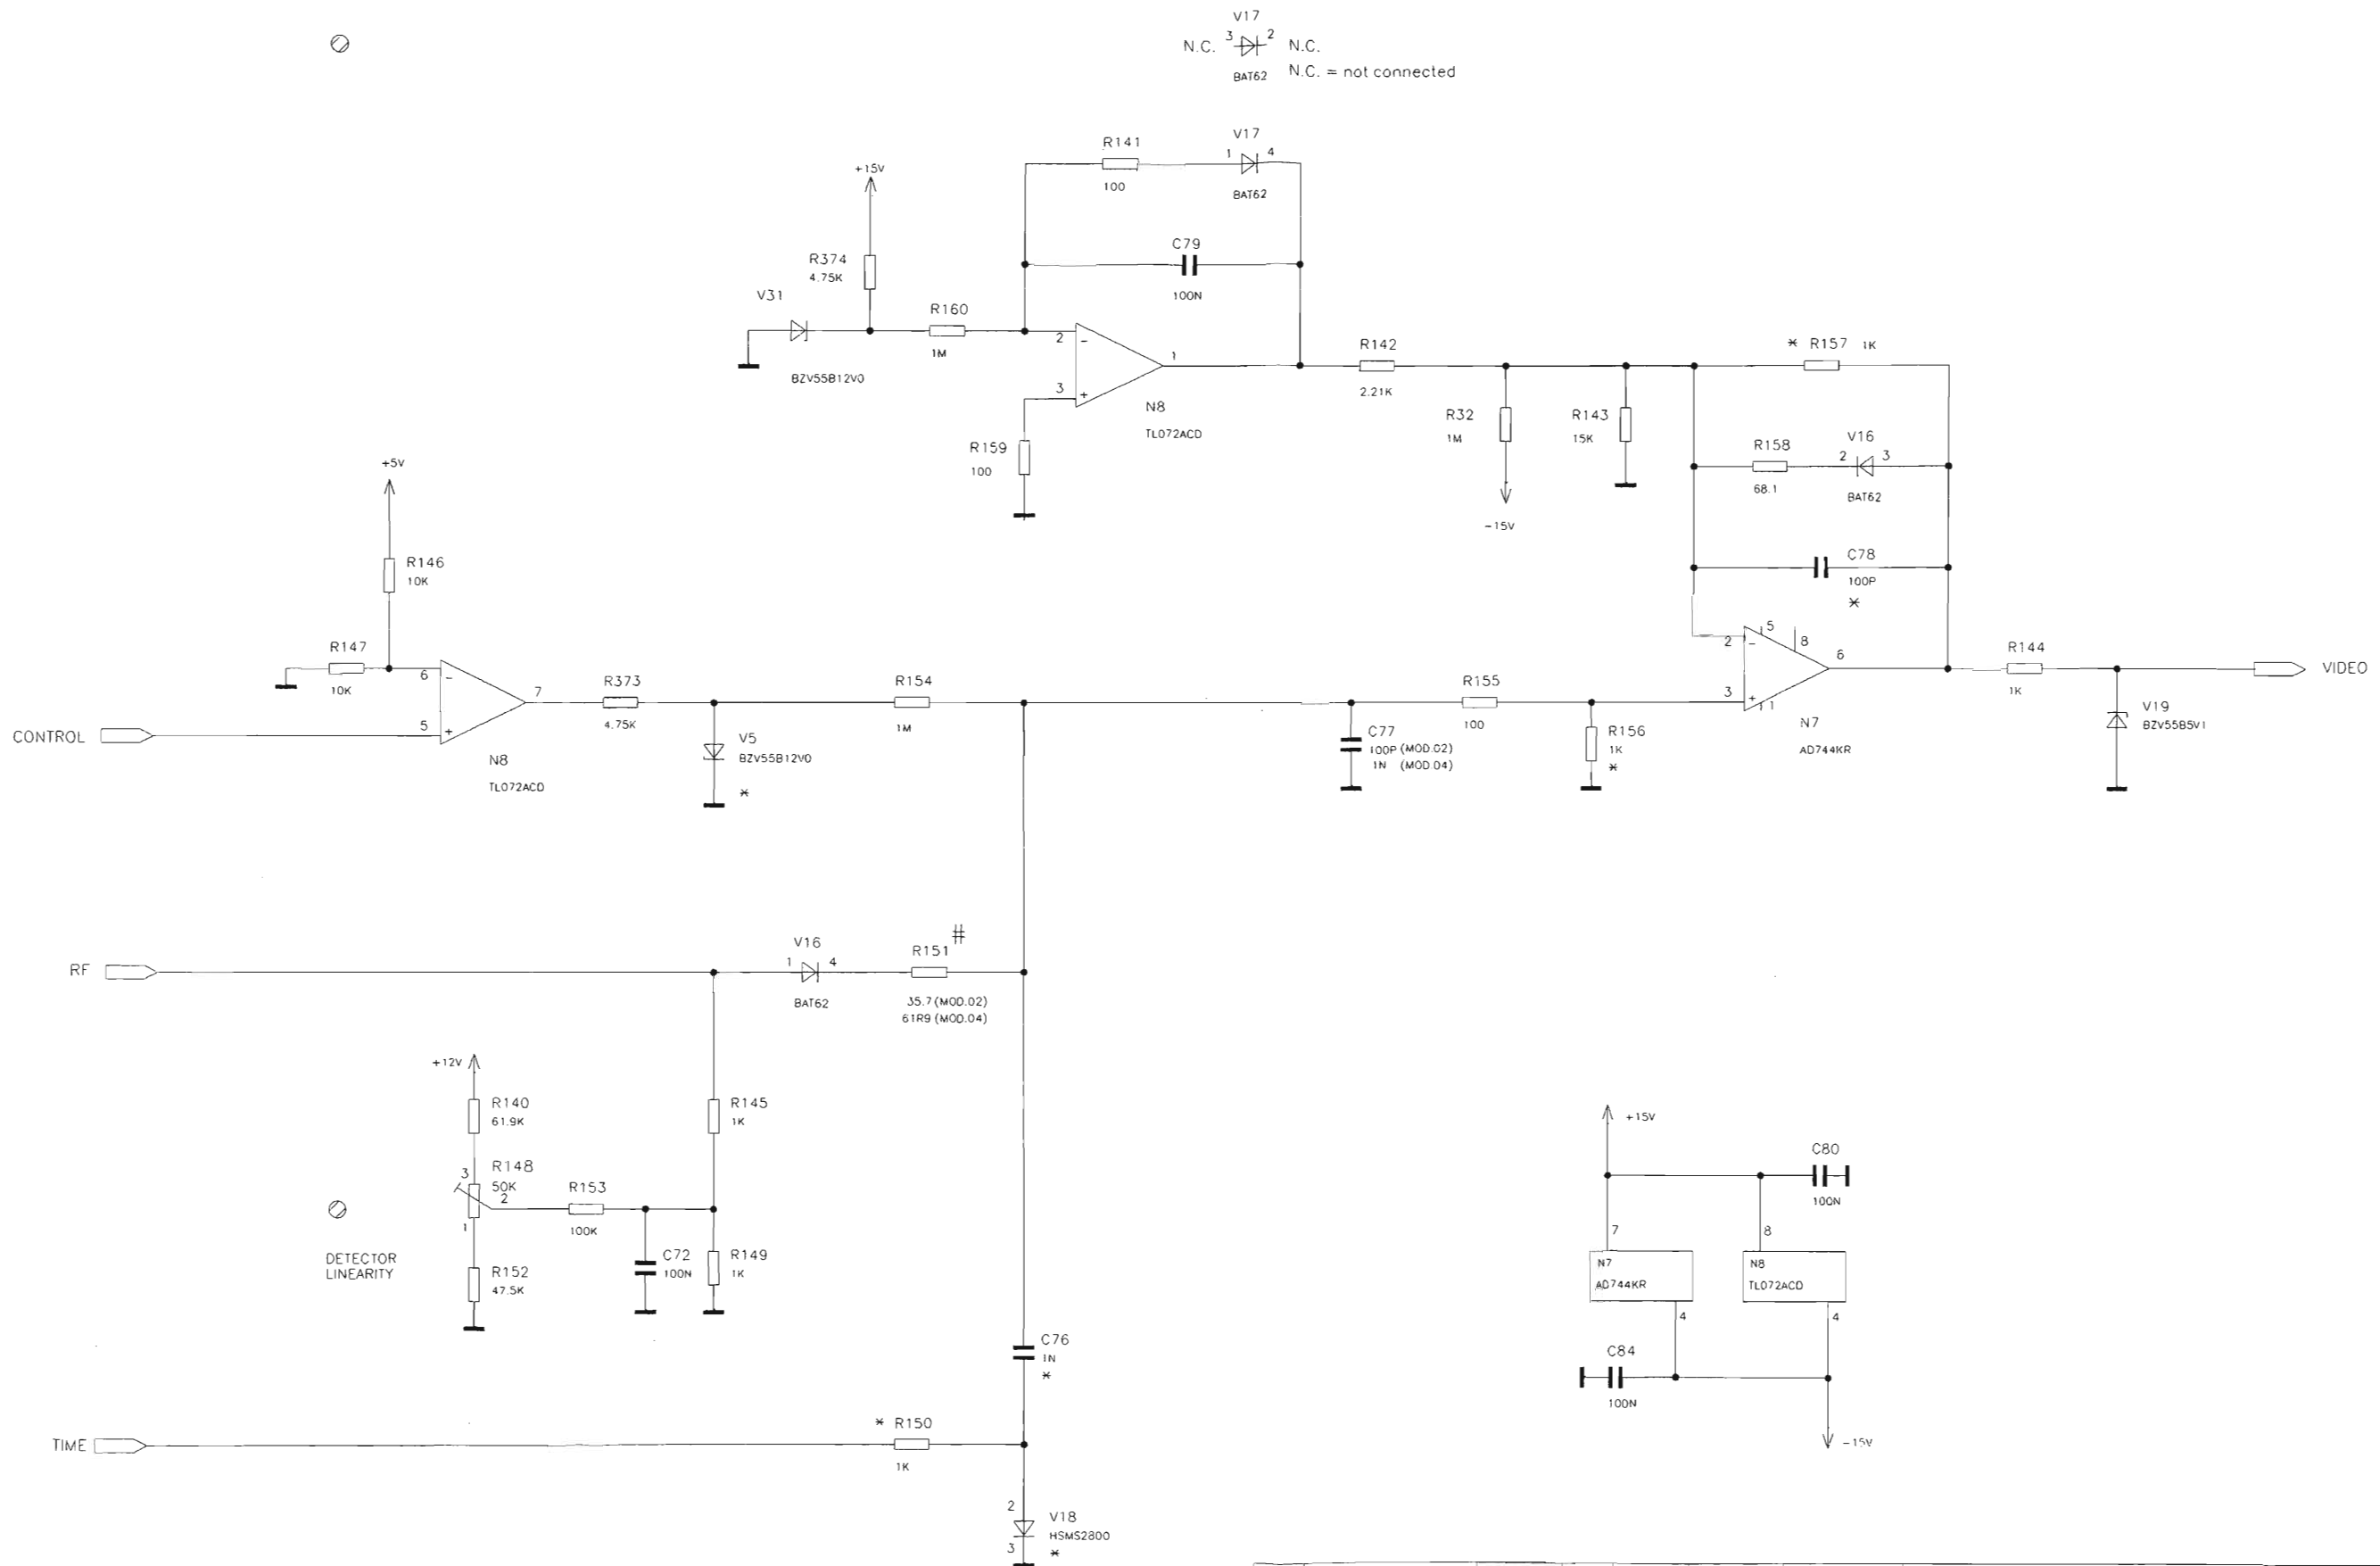 V17
N.C. 3 2 N.C.
BAT62 N.C. = not connected
R141
100
V17
1 4
BAT62
+15V
C79
100N
R374
4.75K
V31
BZV55B12V0
R160
1M
2
-
3
+
1
N8
TL072ACD
R159
100
R142
2.21K
R32
1M
-15V
R143
15K
* R157 1K
R158
68.1
V16
2 3
BAT62
C78
100P
*
+5V
R146
10K
R147
10K
6
-
5
+
7
N8
TL072ACD
CONTROL
R373
4.75K
V5
BZV55B12V0
*
R154
1M
C77
100P (MOD.02)
1N (MOD.04)
R155
100
R156
1K
*
2
-
5
8
6
3
+
1
N7
AD744KR
R144
1K
VIDEO
V19
BZV55B5V1
RF
V16
1 4
BAT62
R151 #
35.7 (MOD.02)
61R9 (MOD.04)
+12V
R140
61.9K
R145
1K
3
R148
50K
2
1
R153
100K
DETECTOR
LINEARITY
R152
47.5K
C72
100N
R149
1K
C76
1N
*
TIME
* R150
1K
2
V18
HSMS2800
3
*
+15V
C80
100N
7
8
N7
AD744KR
N8
TL072ACD
4
4
C84
100N
-15V